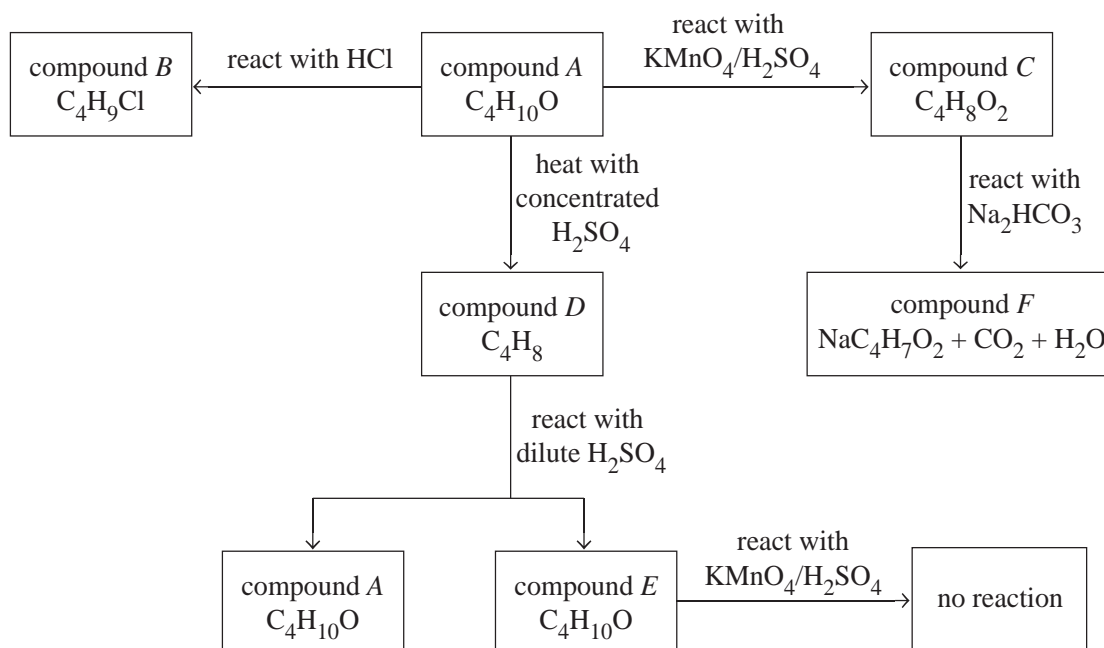 compound B
C₄H₉Cl
react with HCl
compound A
C₄H₁₀O
react with
KMnO₄/H₂SO₄
compound C
C₄H₈O₂
heat with
concentrated
H₂SO₄
react with
Na₂HCO₃
compound D
C₄H₈
compound F
NaC₄H₇O₂ + CO₂ + H₂O
react with
dilute H₂SO₄
compound A
C₄H₁₀O
compound E
C₄H₁₀O
react with
KMnO₄/H₂SO₄
no reaction